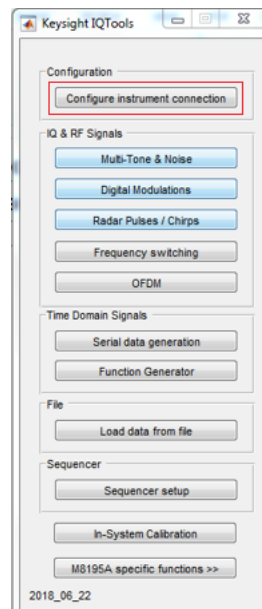 Keysight IQTools
Configuration
Configure instrument connection
IQ & RF Signals
Multi-Tone & Noise
Digital Modulations
Radar Pulses / Chirps
Frequency switching
OFDM
Time Domain Signals
Serial data generation
Function Generator
File
Load data from file
Sequencer
Sequencer setup
In-System Calibration
M8195A specific functions >>
2018_06_22